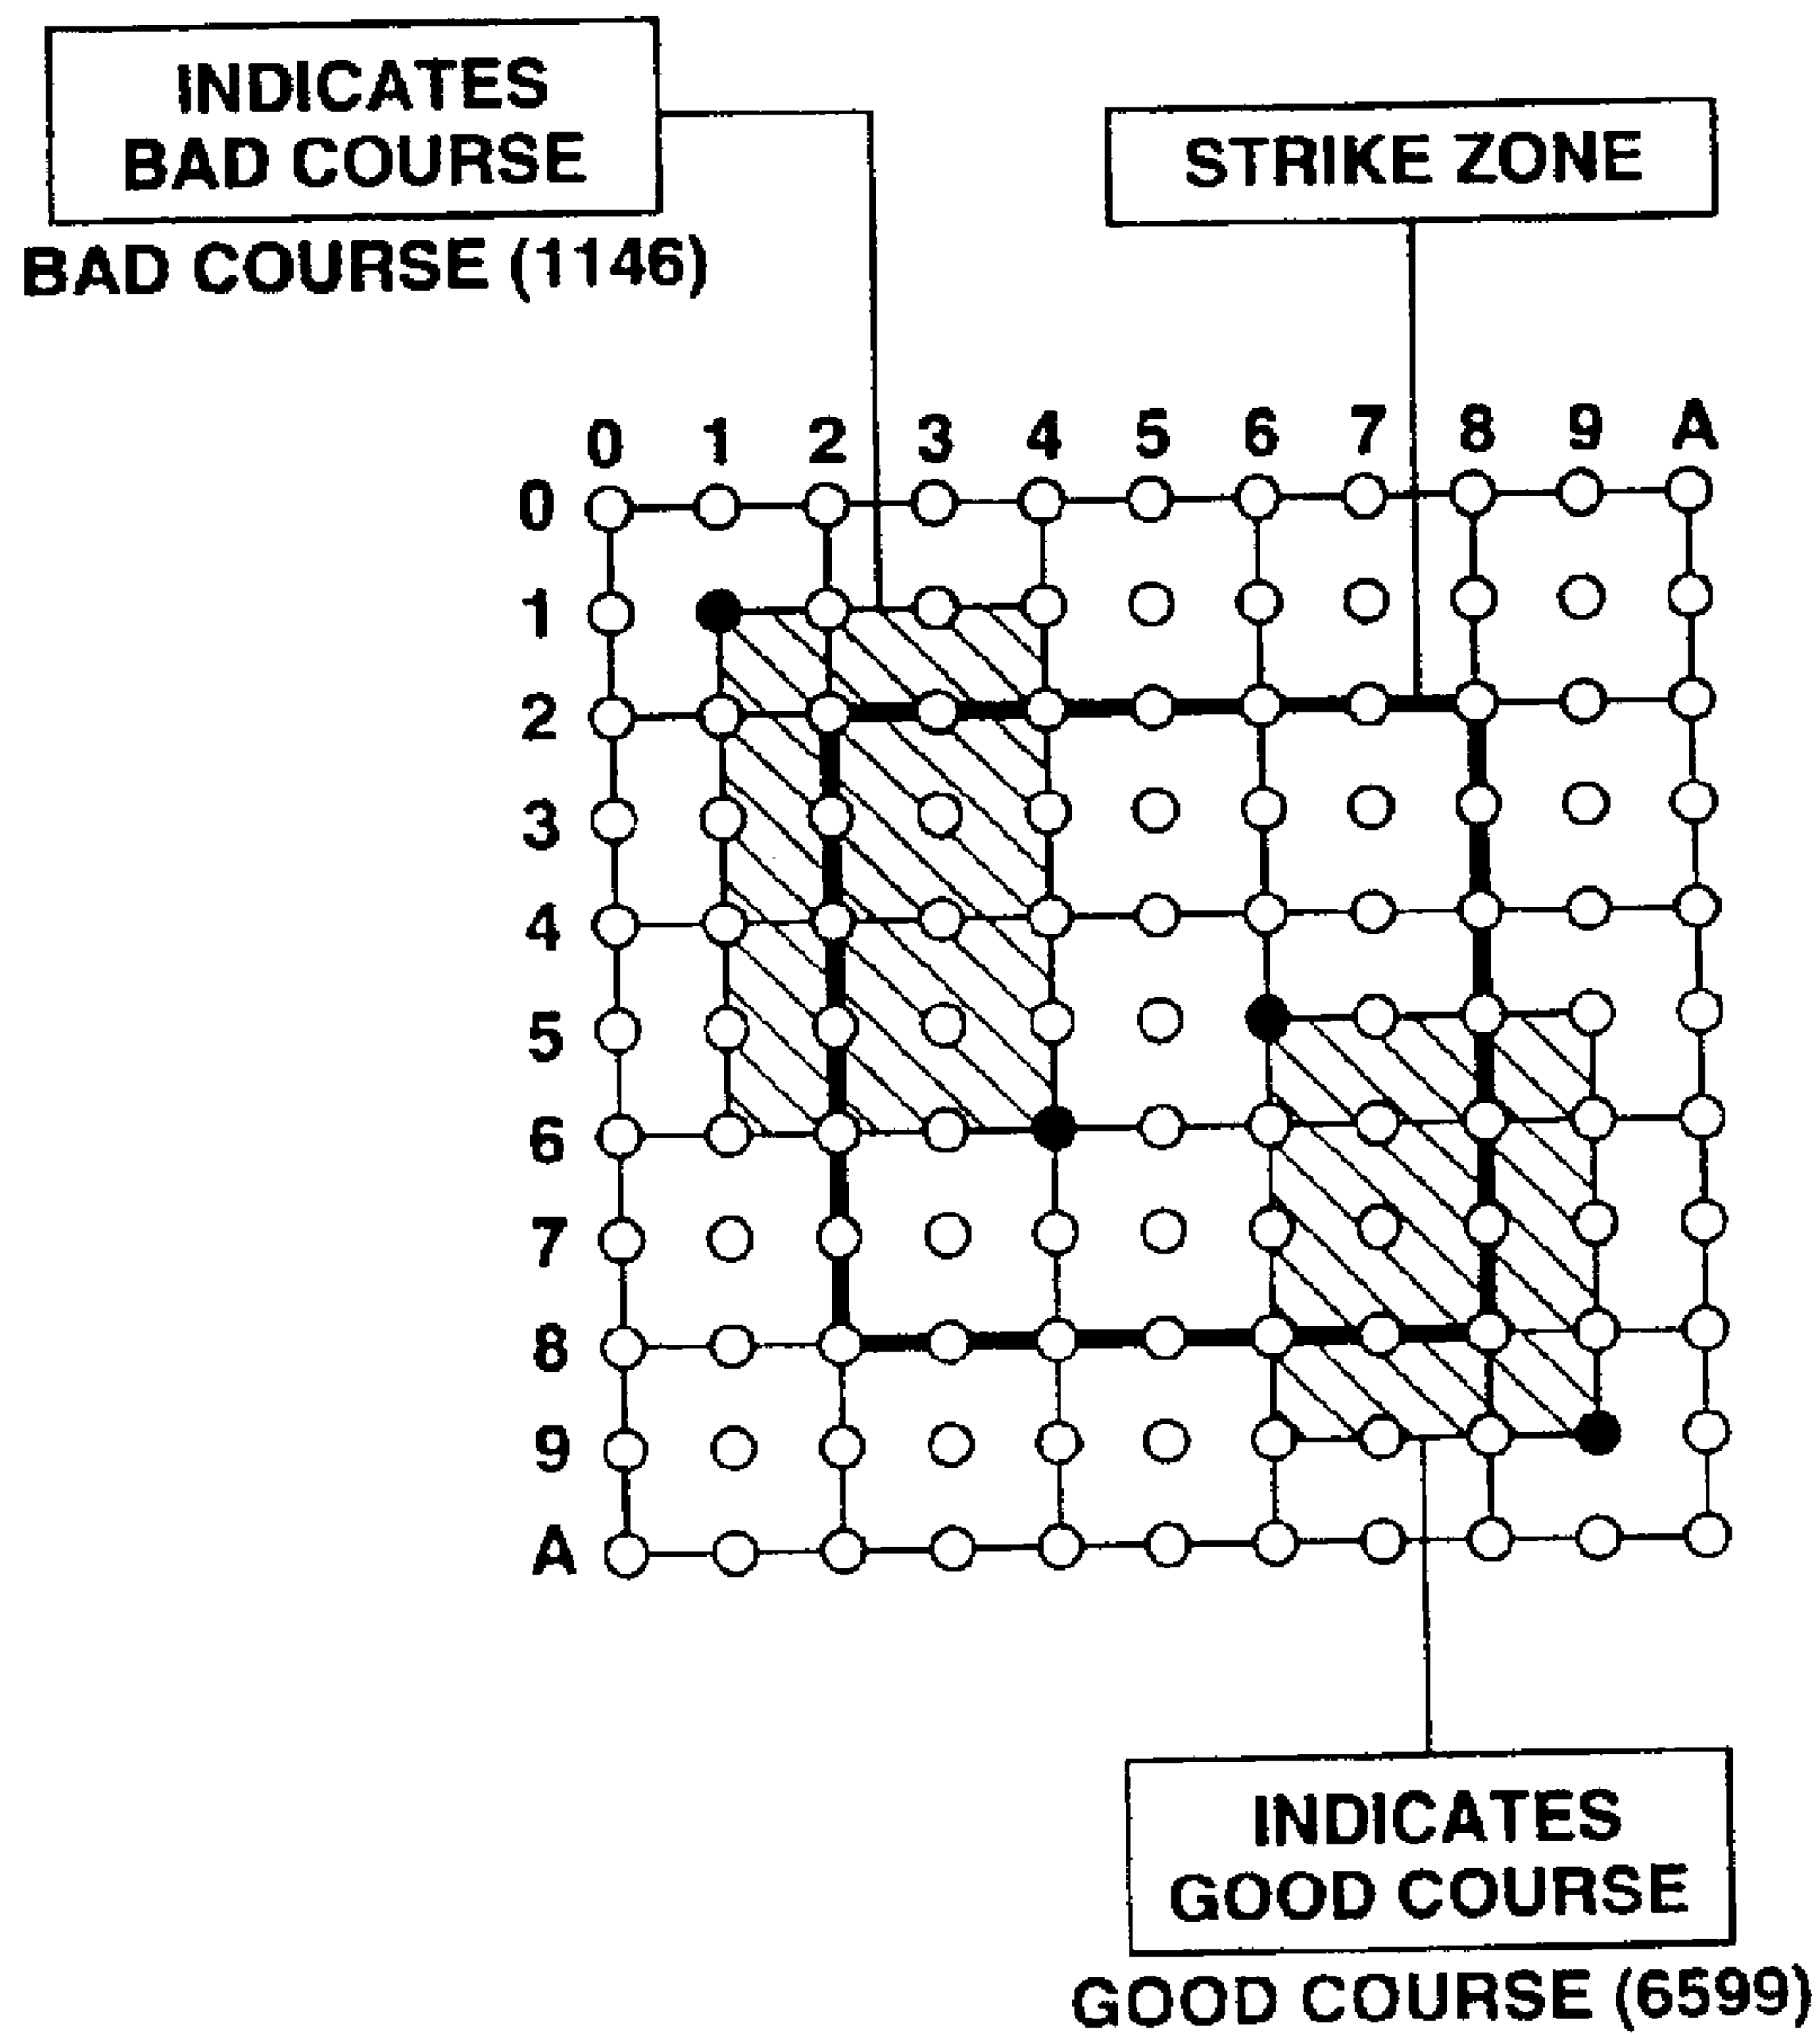 INDICATES
BAD COURSE
BAD COURSE (1146)
STRIKE ZONE
0 1 2 3 4 5 6 7 8 9 A
0
1
2
3
4
5
6
7
8
9
A
INDICATES
GOOD COURSE
GOOD COURSE (6599)